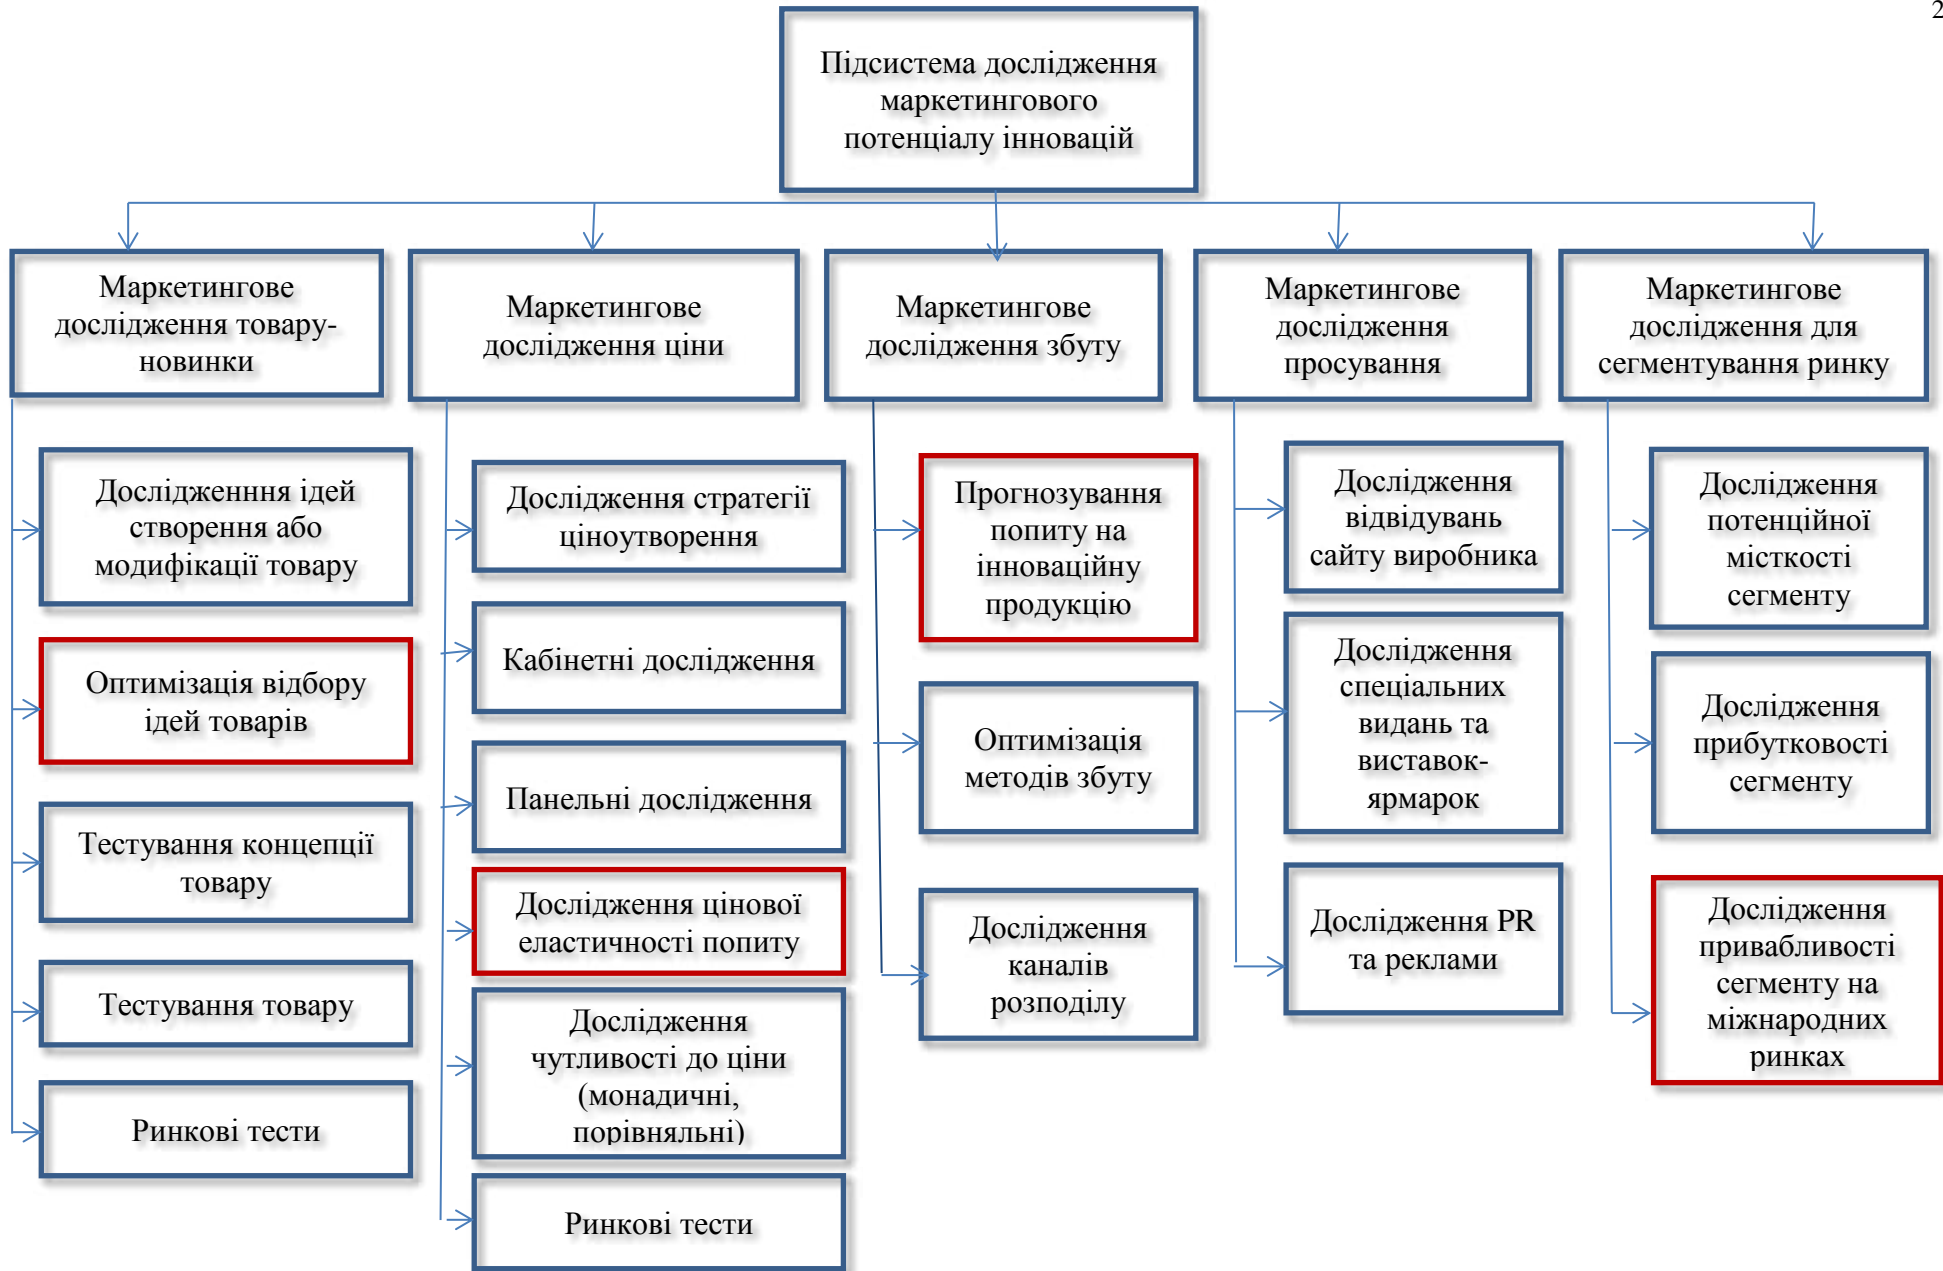 2
Підсистема дослідження
маркетингового
потенціалу інновацій
Маркетингове
дослідження товару-
новинки
Маркетингове
дослідження ціни
Маркетингове
дослідження збуту
Маркетингове
дослідження
просування
Маркетингове
дослідження для
сегментування ринку
Дослідженння ідей
створення або
модифікації товару
Оптимізація відбору
ідей товарів
Тестування концепції
товару
Тестування товару
Ринкові тести
Дослідження стратегії
ціноутворення
Кабінетні дослідження
Панельні дослідження
Дослідження цінової
еластичності попиту
Дослідження
чутливості до ціни
(монадичні,
порівняльні)
Ринкові тести
Прогнозування
попиту на
інноваційну
продукцію
Оптимізація
методів збуту
Дослідження
каналів
розподілу
Дослідження
відвідувань
сайту виробника
Дослідження
спеціальних
видань та
виставок-
ярмарок
Дослідження PR
та реклами
Дослідження
потенційної
місткості
сегменту
Дослідження
прибутковості
сегменту
Дослідження
привабливості
сегменту на
міжнародних
ринках